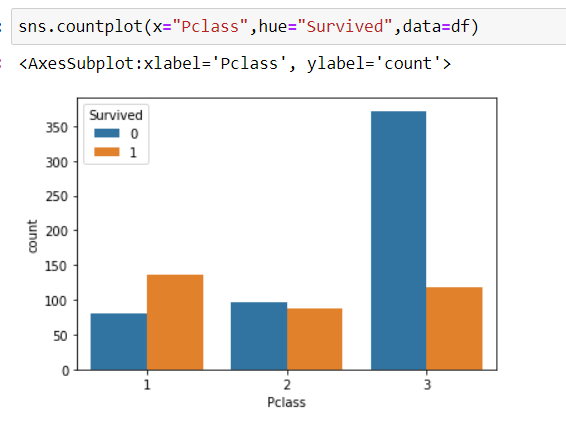 sns.countplot(x="Pclass",hue="Survived",data=df)
<AxesSubplot:xlabel='Pclass', ylabel='count'>
Survived
0
1
350
300
250
200
150
100
50
0
count
1 2 3
Pclass